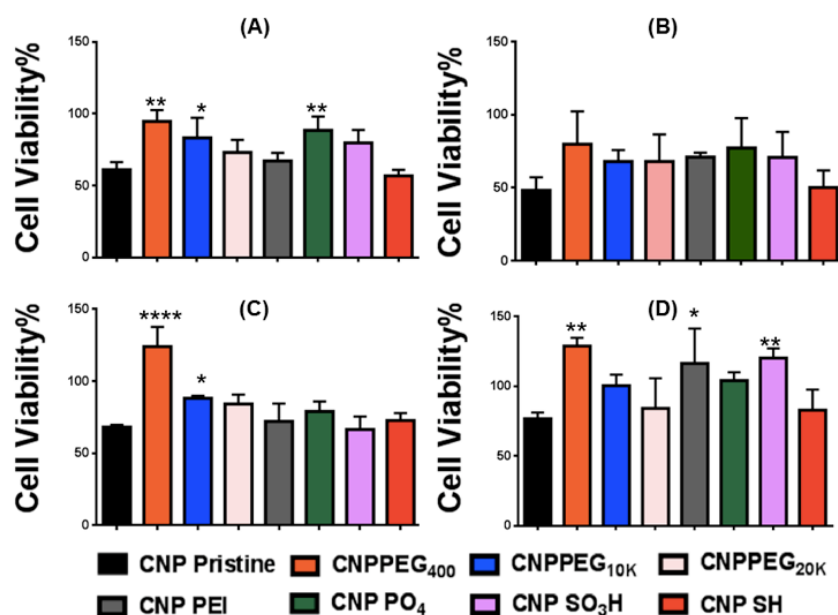 (A)
(B)
Cell Viability%
150
100
50
0
**
*
**
Cell Viability%
150
100
50
0
(C)
(D)
Cell Viability%
150
100
50
0
****
*
Cell Viability%
150
100
50
0
**
*
**
CNP Pristine CNPPEG400 CNPPEG10K CNPPEG20K
CNP PEI CNP PO4 CNP SO3H CNP SH